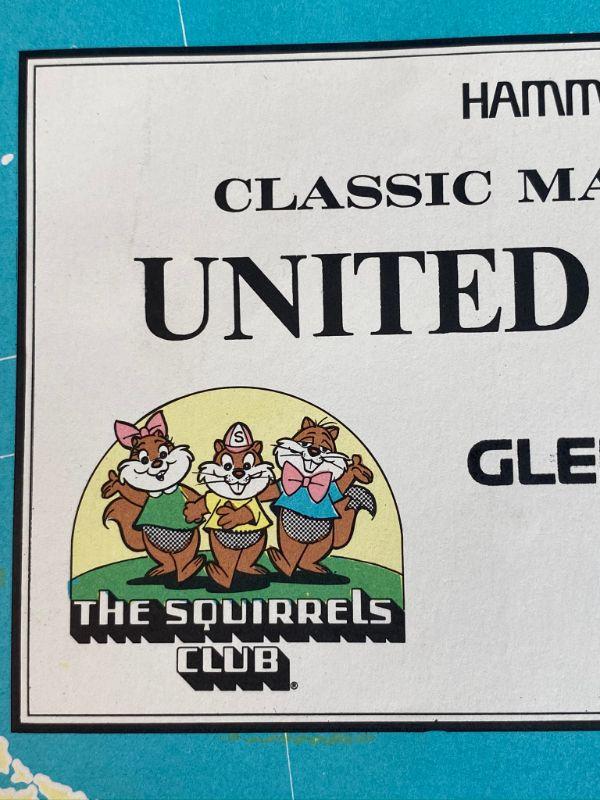 HAMM
CLASSIC MA
UNITED
GLE
S
THE SQUIRRELS
CLUB®